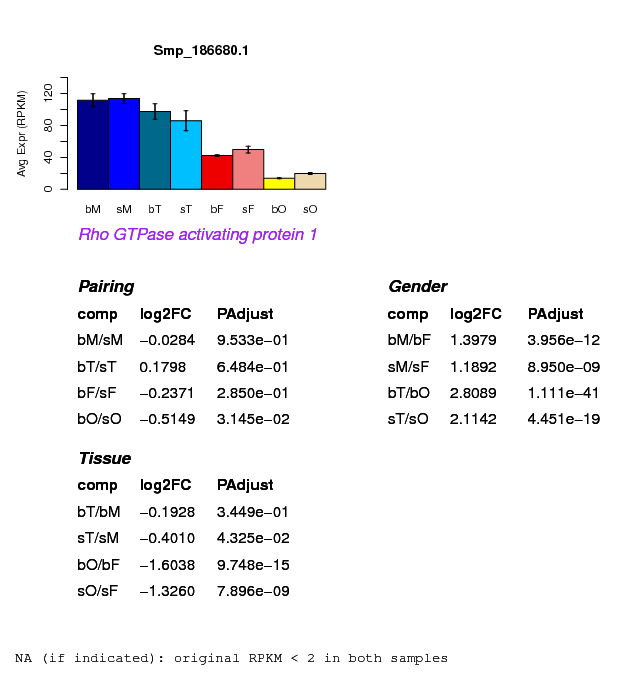 Smp_186680.1
Avg Expr (RPKM)
0 40 80 120
bM sM bT sT bF sF bO sO
Rho GTPase activating protein 1
Pairing
comp log2FC PAdjust
bM/sM −0.0284 9.533e−01
bT/sT 0.1798 6.484e−01
bF/sF −0.2371 2.850e−01
bO/sO −0.5149 3.145e−02
Gender
comp log2FC PAdjust
bM/bF 1.3979 3.956e−12
sM/sF 1.1892 8.950e−09
bT/bO 2.8089 1.111e−41
sT/sO 2.1142 4.451e−19
Tissue
comp log2FC PAdjust
bT/bM −0.1928 3.449e−01
sT/sM −0.4010 4.325e−02
bO/bF −1.6038 9.748e−15
sO/sF −1.3260 7.896e−09
NA (if indicated): original RPKM < 2 in both samples